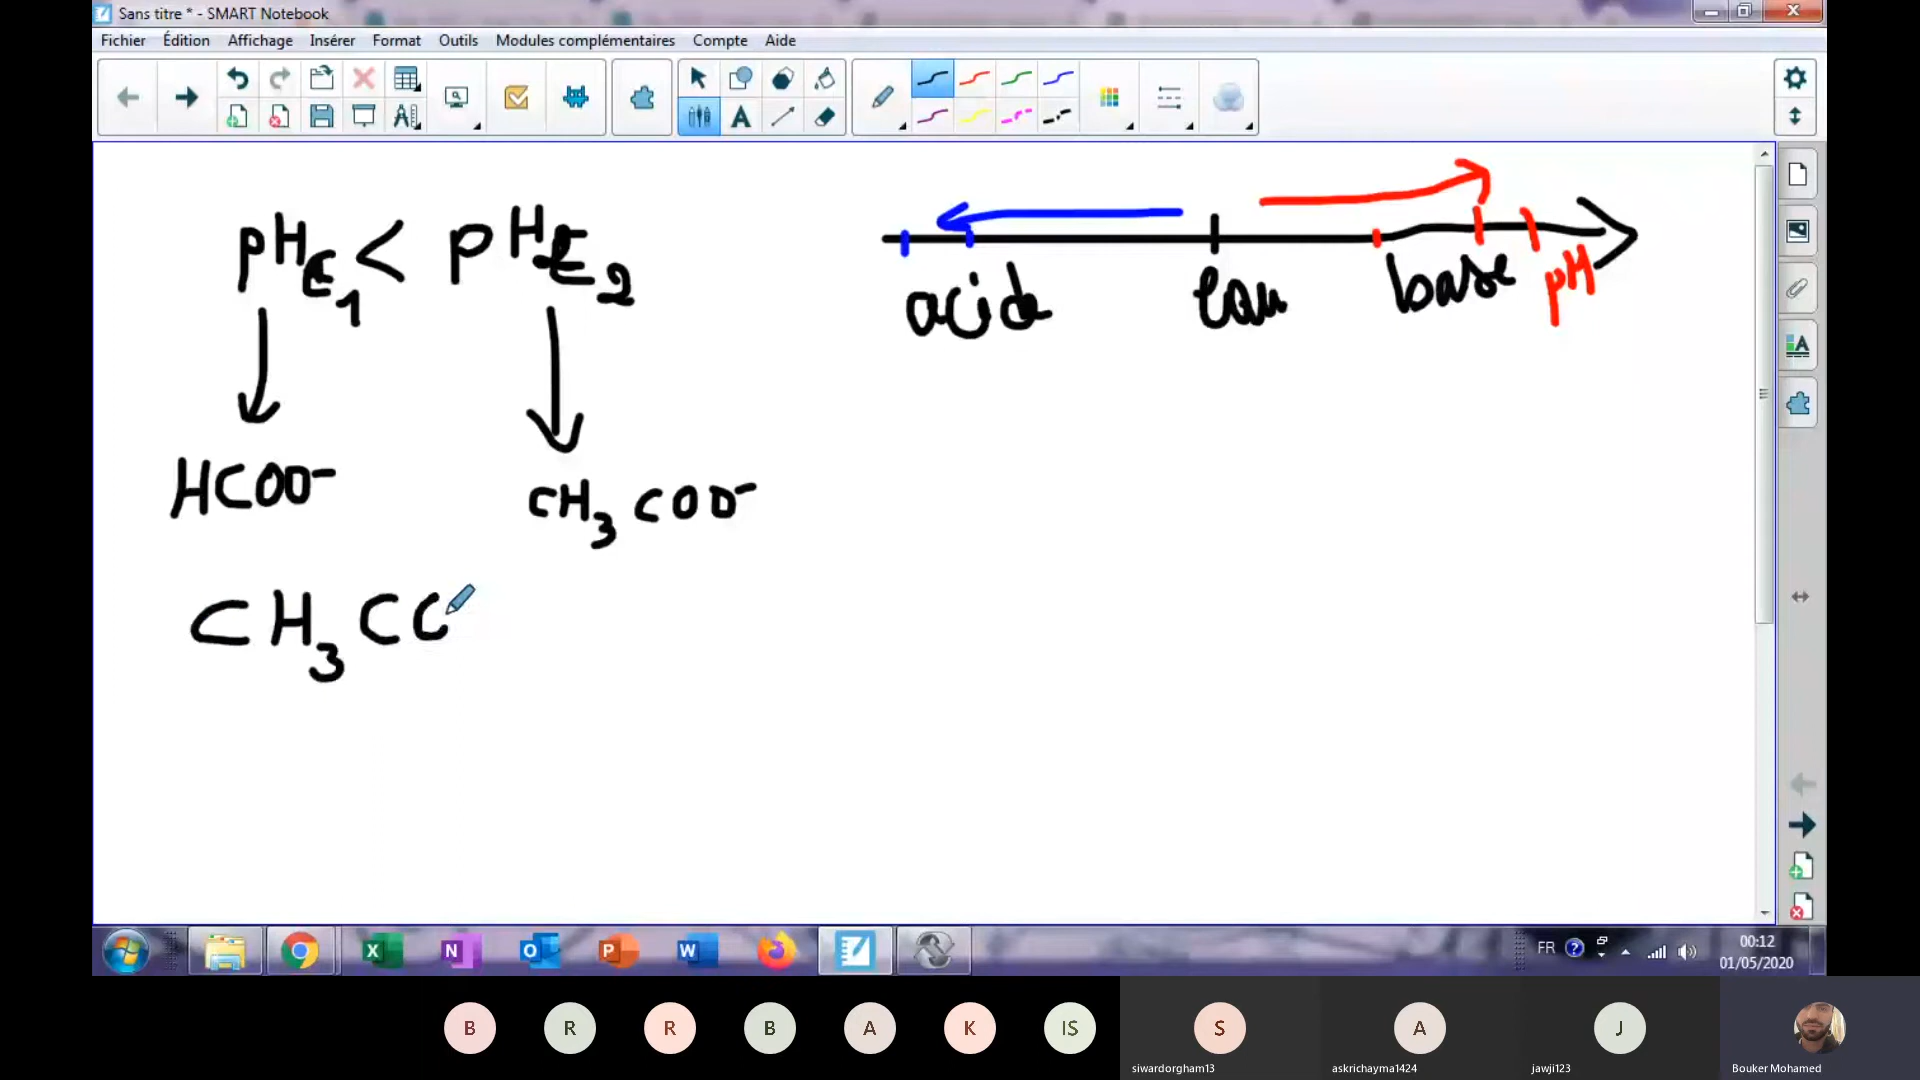 Sans titre * - SMART Notebook
Fichier Édition Affichage Insérer Format Outils Modules complémentaires Compte Aide
pH E1 < pH E2
acide eau base pH
HCOO⁻ CH₃COO⁻
CH₃CO
FR 00:12
01/05/2020
B R R B A K IS S A J
siwardorgham13 askrichayma1424 jawji123 Bouker Mohamed